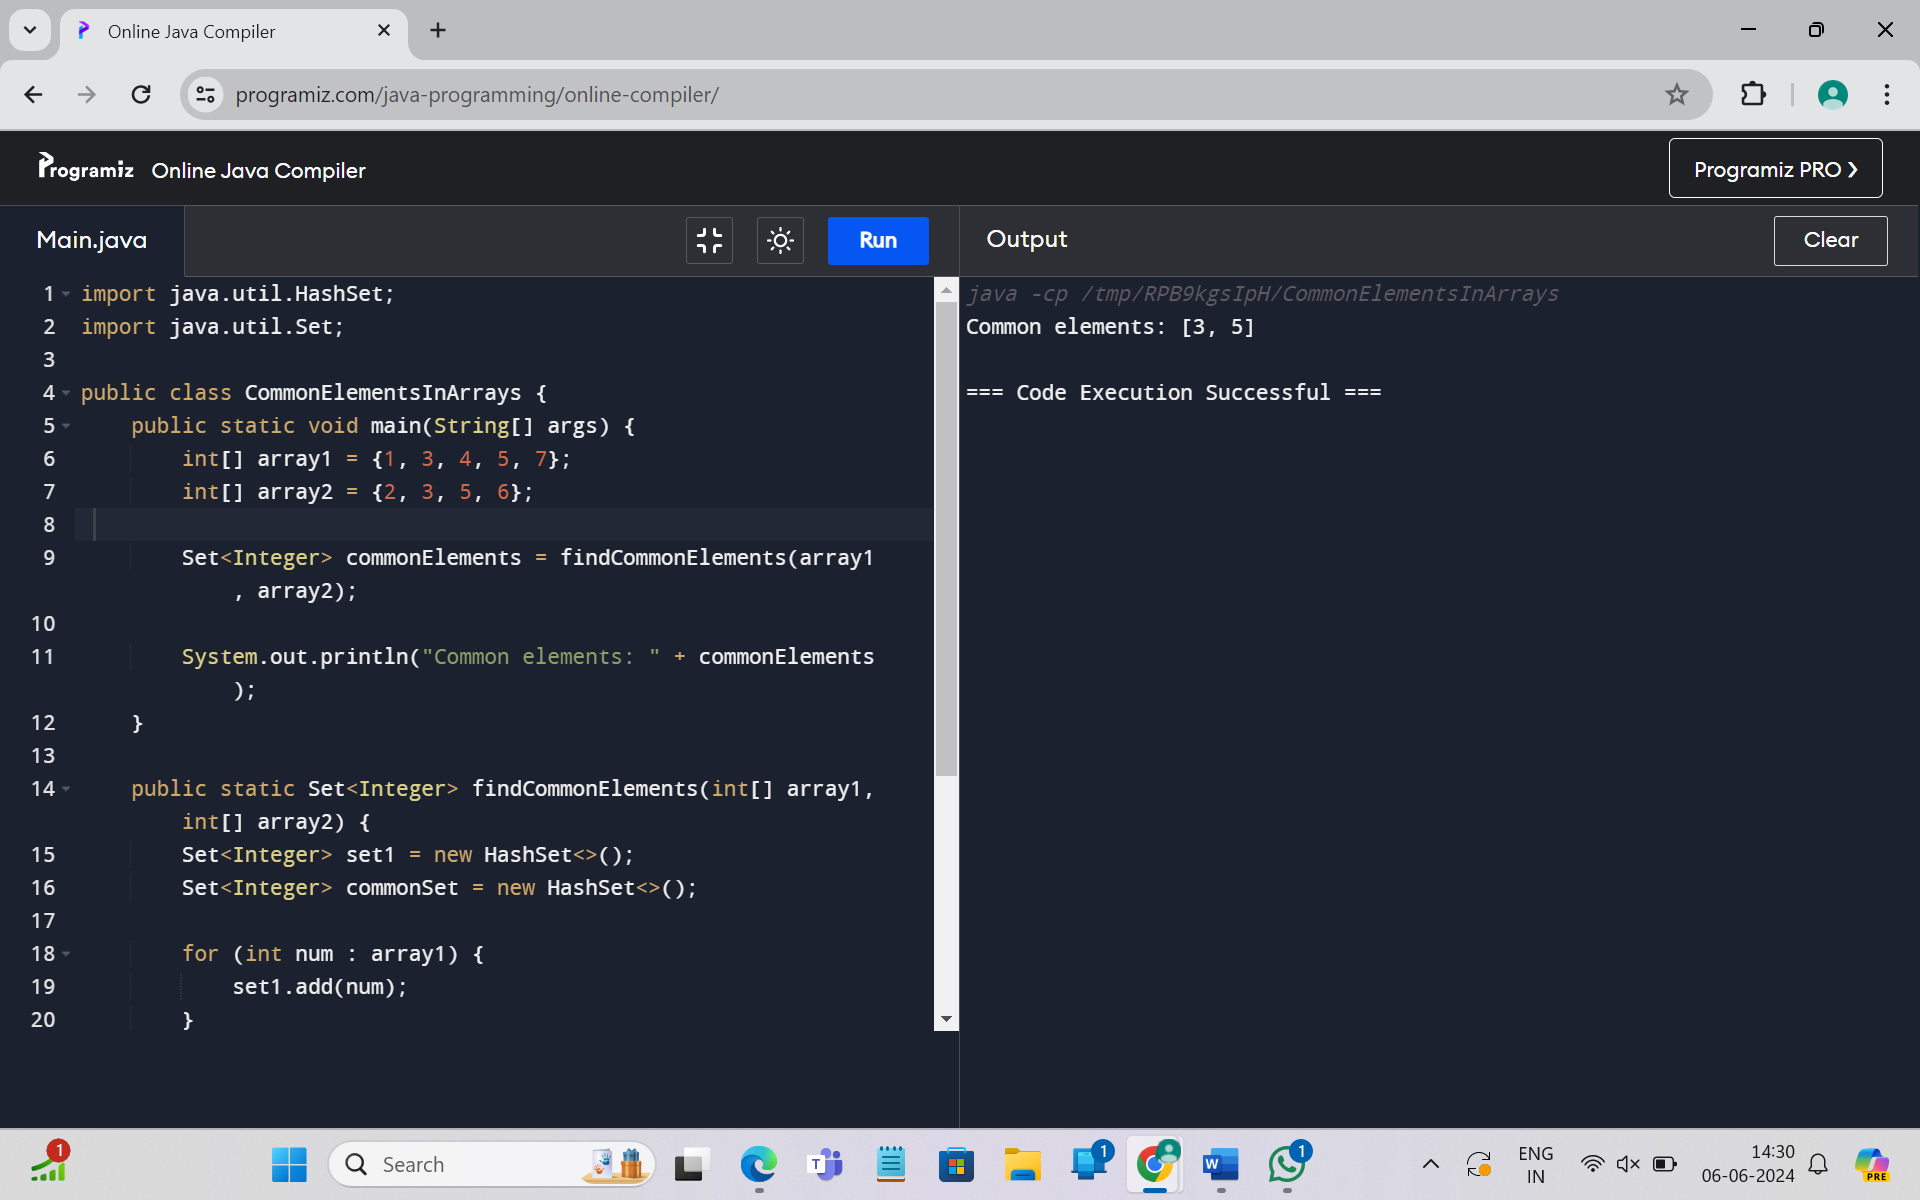 Online Java Compiler
programiz.com/java-programming/online-compiler/
Programiz Online Java Compiler
Programiz PRO ❯
Main.java
Run
Output
Clear
1 import java.util.HashSet;
2 import java.util.Set;
3
4 public class CommonElementsInArrays {
5     public static void main(String[] args) {
6         int[] array1 = {1, 3, 4, 5, 7};
7         int[] array2 = {2, 3, 5, 6};
8
9         Set<Integer> commonElements = findCommonElements(array1
            , array2);
10
11         System.out.println("Common elements: " + commonElements
            );
12     }
13
14     public static Set<Integer> findCommonElements(int[] array1,
        int[] array2) {
15         Set<Integer> set1 = new HashSet<>();
16         Set<Integer> commonSet = new HashSet<>();
17
18         for (int num : array1) {
19             set1.add(num);
20         }
java -cp /tmp/RPB9kgsIpH/CommonElementsInArrays
Common elements: [3, 5]
=== Code Execution Successful ===
1
Search
T
1
W
1
ENG
IN
14:30
06-06-2024
PRE